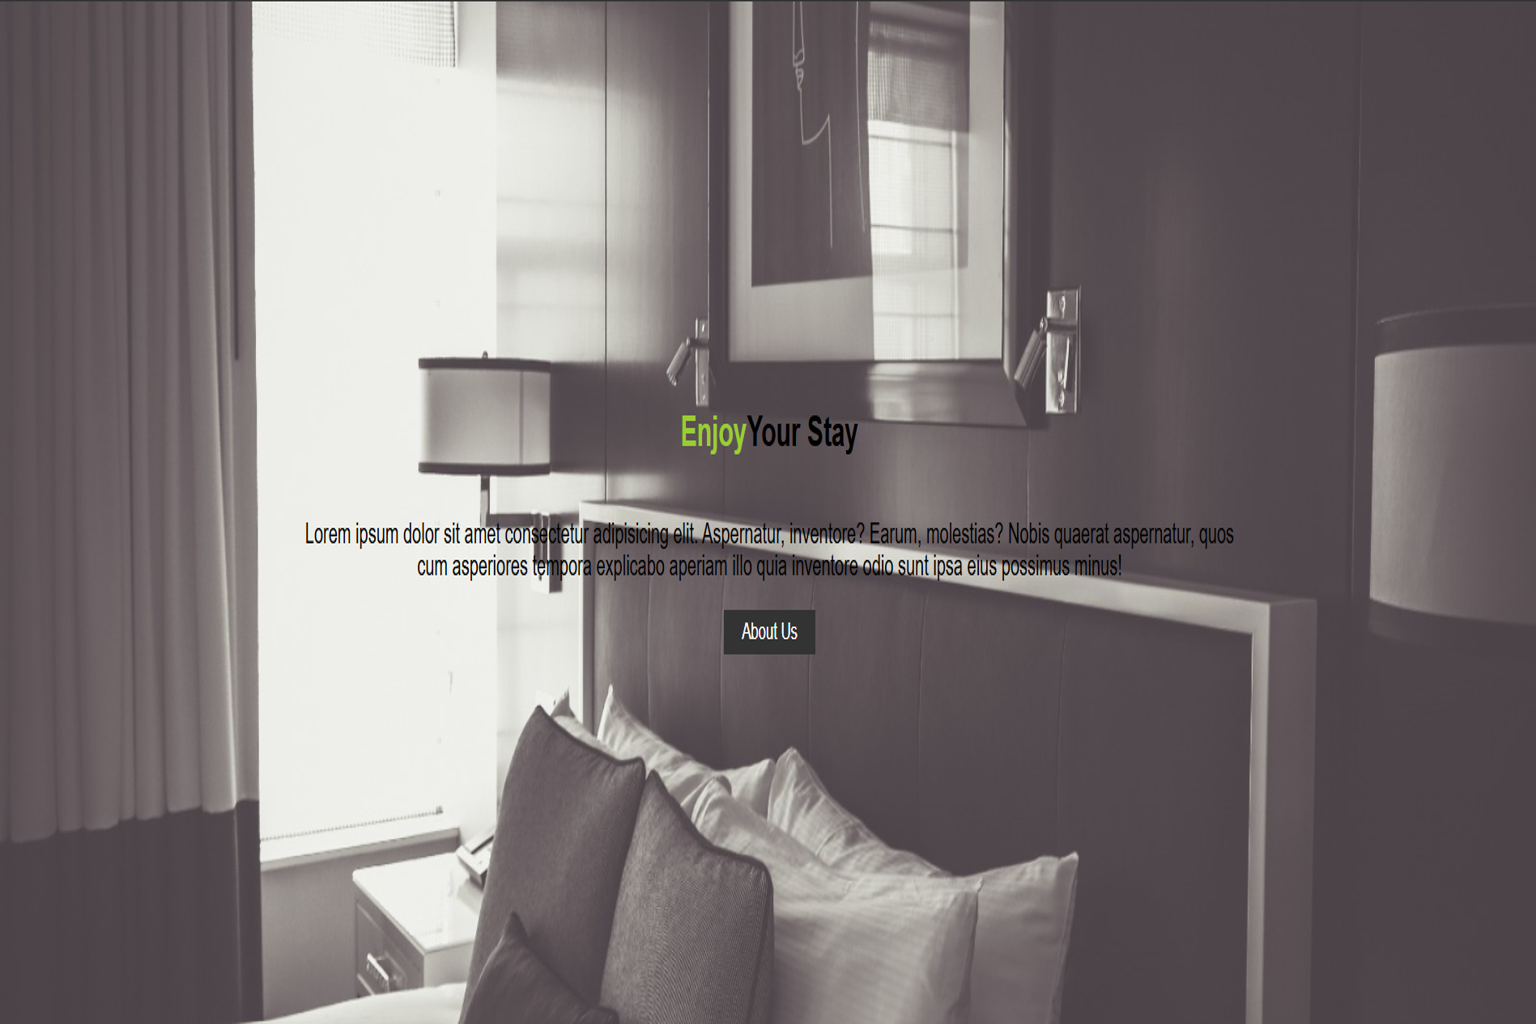 EnjoyYour Stay
Lorem ipsum dolor sit amet consectetur adipisicing elit. Aspernatur, inventore? Earum, molestias? Nobis quaerat aspernatur, quos
cum asperiores tempora explicabo aperiam illo quia inventore odio sunt ipsa eius possimus minus!
About Us